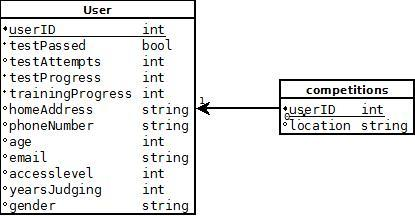 User
userID int
testPassed bool
testAttempts int
testProgress int
trainingProgress int
homeAddress string
phoneNumber string
age int
email string
accesslevel int
yearsJudging int
gender string
1
competitions
userID int
0
location string